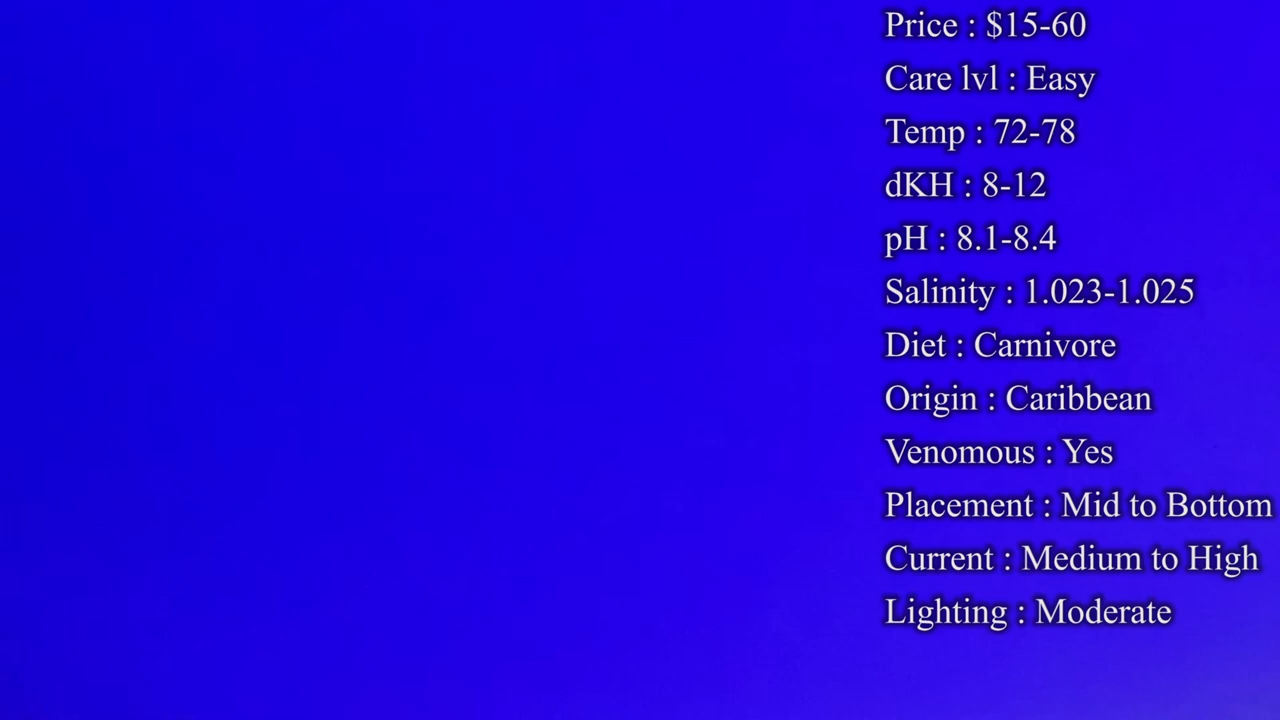 Price : $15-60
Care lvl : Easy
Temp : 72-78
dKH : 8-12
pH : 8.1-8.4
Salinity : 1.023-1.025
Diet : Carnivore
Origin : Caribbean
Venomous : Yes
Placement : Mid to Bottom
Current : Medium to High
Lighting : Moderate